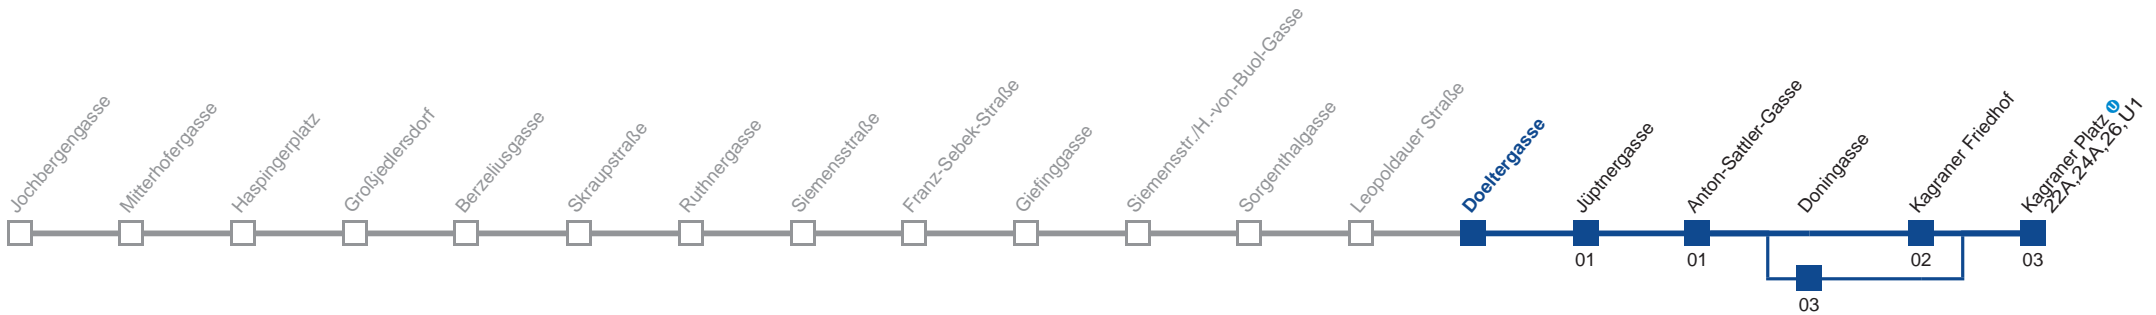 Jochbergengasse
Mitterhofergasse
Haspingerplatz
Großjedlersdorf
Berzeliusgasse
Skraupstraße
Ruthnergasse
Siemensstraße
Franz-Sebek-Straße
Giefinggasse
Siemensstr./H.-von-Buol-Gasse
Sorgenthalgasse
Leopoldauer Straße
Doeltergasse
Jüptnergasse
Anton-Sattler-Gasse
Doningasse
Kagraner Friedhof
Kagraner Platz U
22A,24A,26,U1
01
01
02
03
03